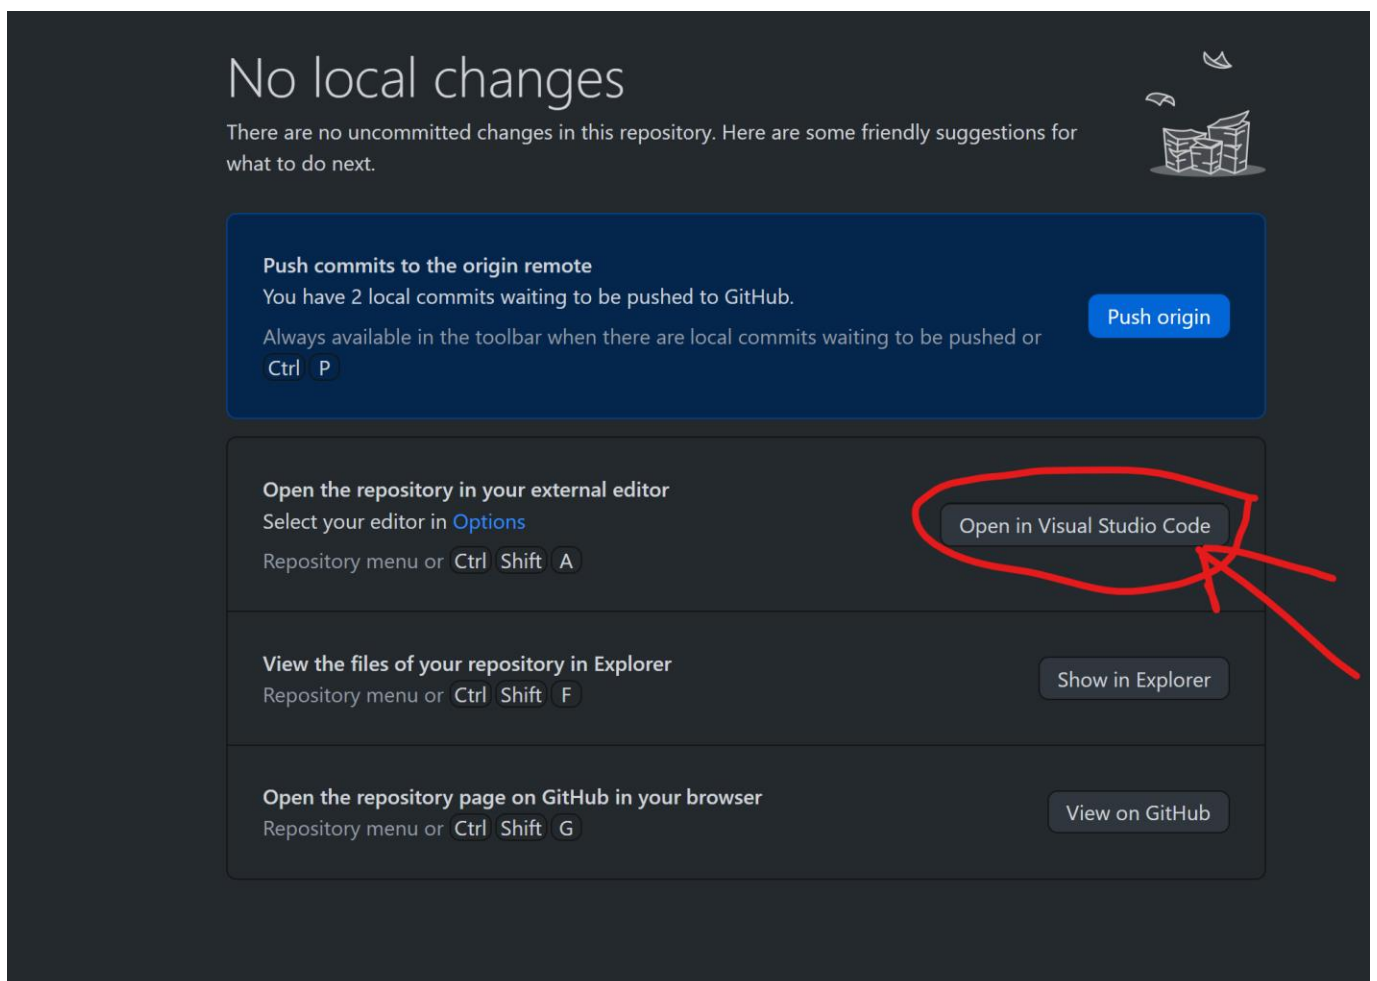 No local changes
There are no uncommitted changes in this repository. Here are some friendly suggestions for
what to do next.
Push commits to the origin remote
You have 2 local commits waiting to be pushed to GitHub.
Always available in the toolbar when there are local commits waiting to be pushed or
Ctrl P
Push origin
Open the repository in your external editor
Select your editor in Options
Repository menu or Ctrl Shift A
Open in Visual Studio Code
View the files of your repository in Explorer
Repository menu or Ctrl Shift F
Show in Explorer
Open the repository page on GitHub in your browser
Repository menu or Ctrl Shift G
View on GitHub